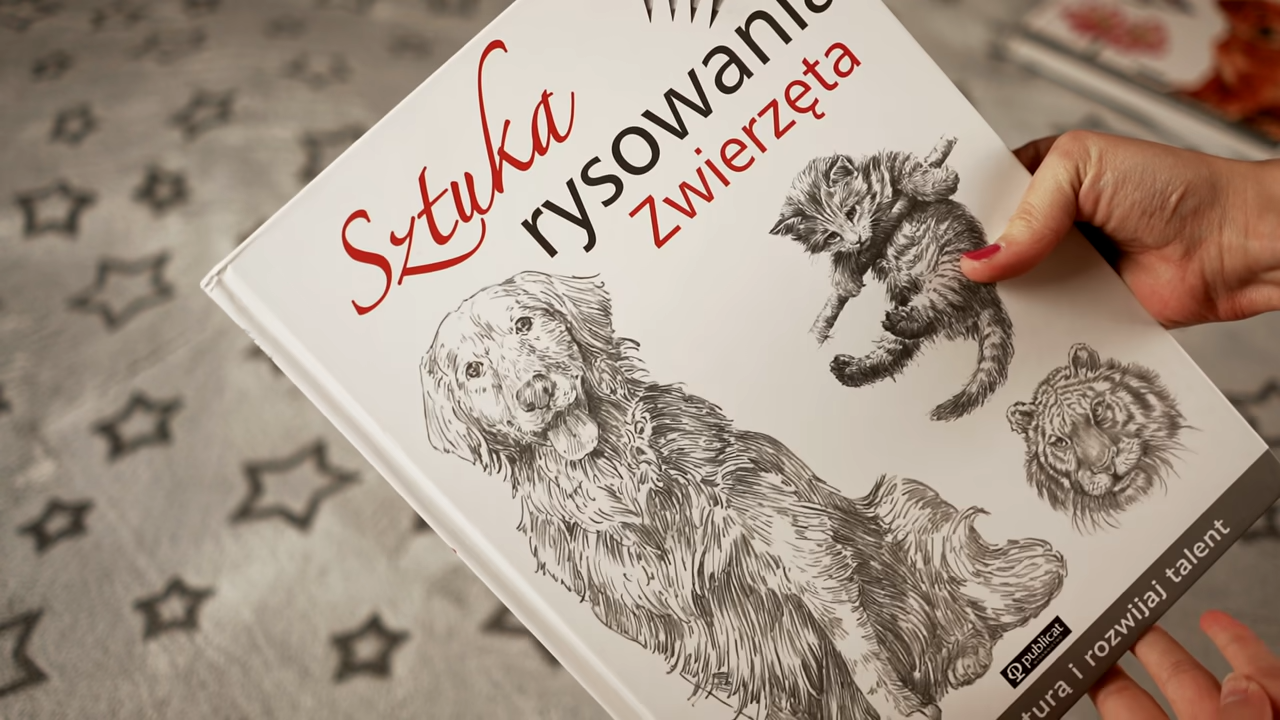 Sztuka
rysowania
Zwierzęta
publicat
i rozwijaj talent